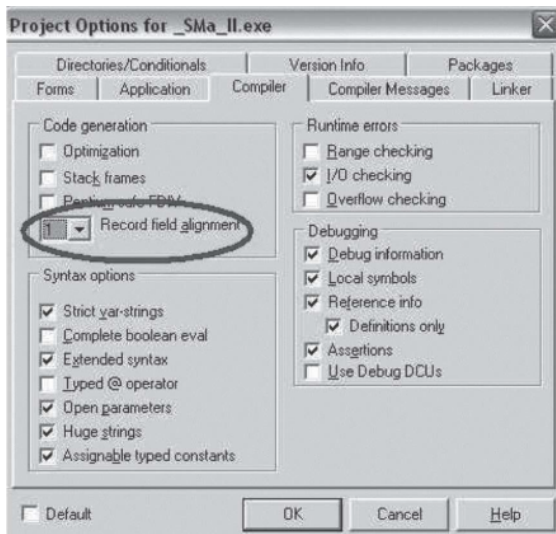 Project Options for _SMa_II.exe
Directories/Conditionals
Version Info
Packages
Forms
Application
Compiler
Compiler Messages
Linker
Code generation
Optimization
Stack frames
Pentium-safe FDIV
1
Record field alignment
Syntax options
Strict var-strings
Complete boolean eval
Extended syntax
Typed @ operator
Open parameters
Huge strings
Assignable typed constants
Runtime errors
Range checking
I/O checking
Overflow checking
Debugging
Debug information
Local symbols
Reference info
Definitions only
Assertions
Use Debug DCUs
Default
OK
Cancel
Help